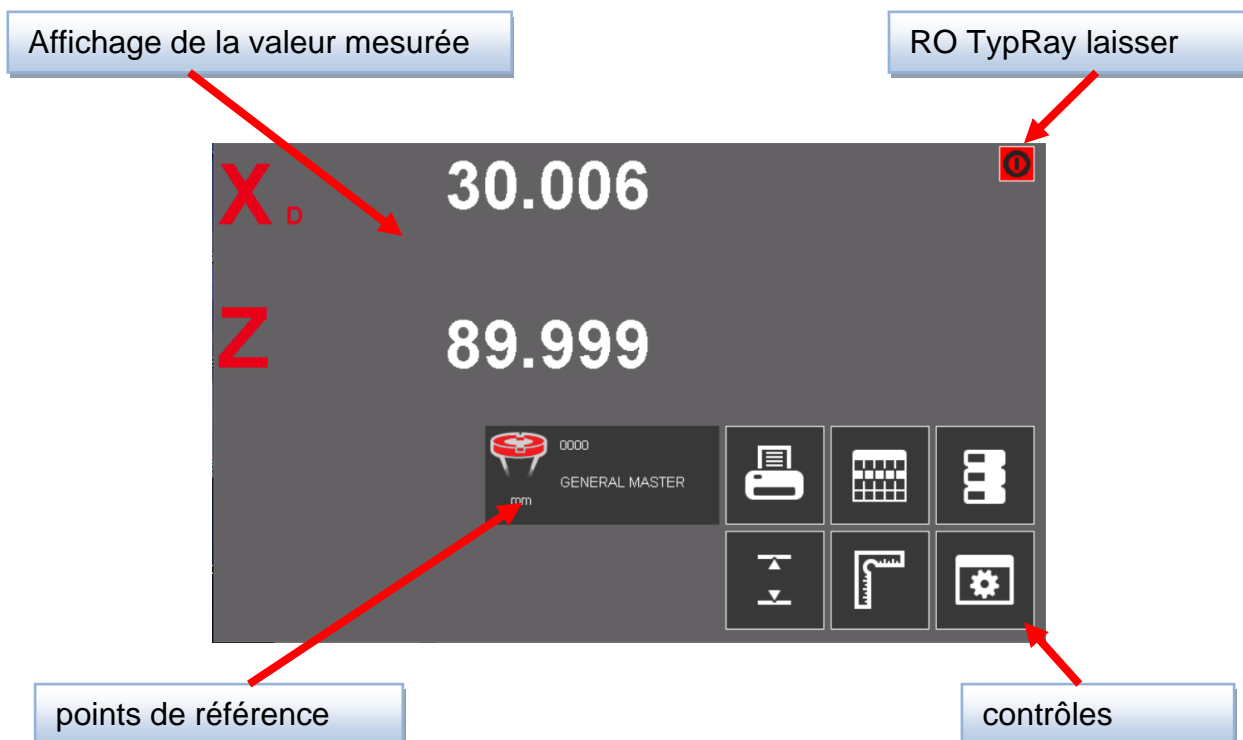 Affichage de la valeur mesurée
RO TypRay laisser
X D 30.006
Z 89.999
0000
GENERAL MASTER
mm
points de référence
contrôles